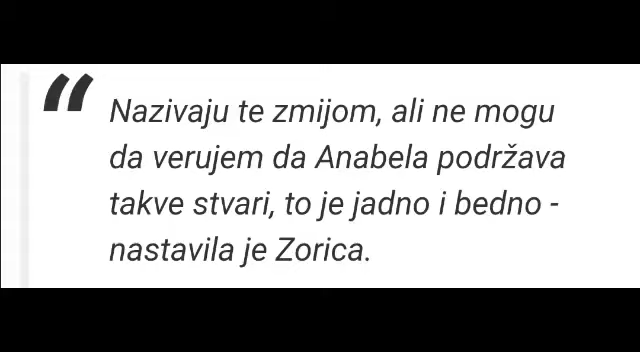 “
Nazivaju te zmijom, ali ne mogu
da verujem da Anabela podržava
takve stvari, to je jadno i bedno -
nastavila je Zorica.